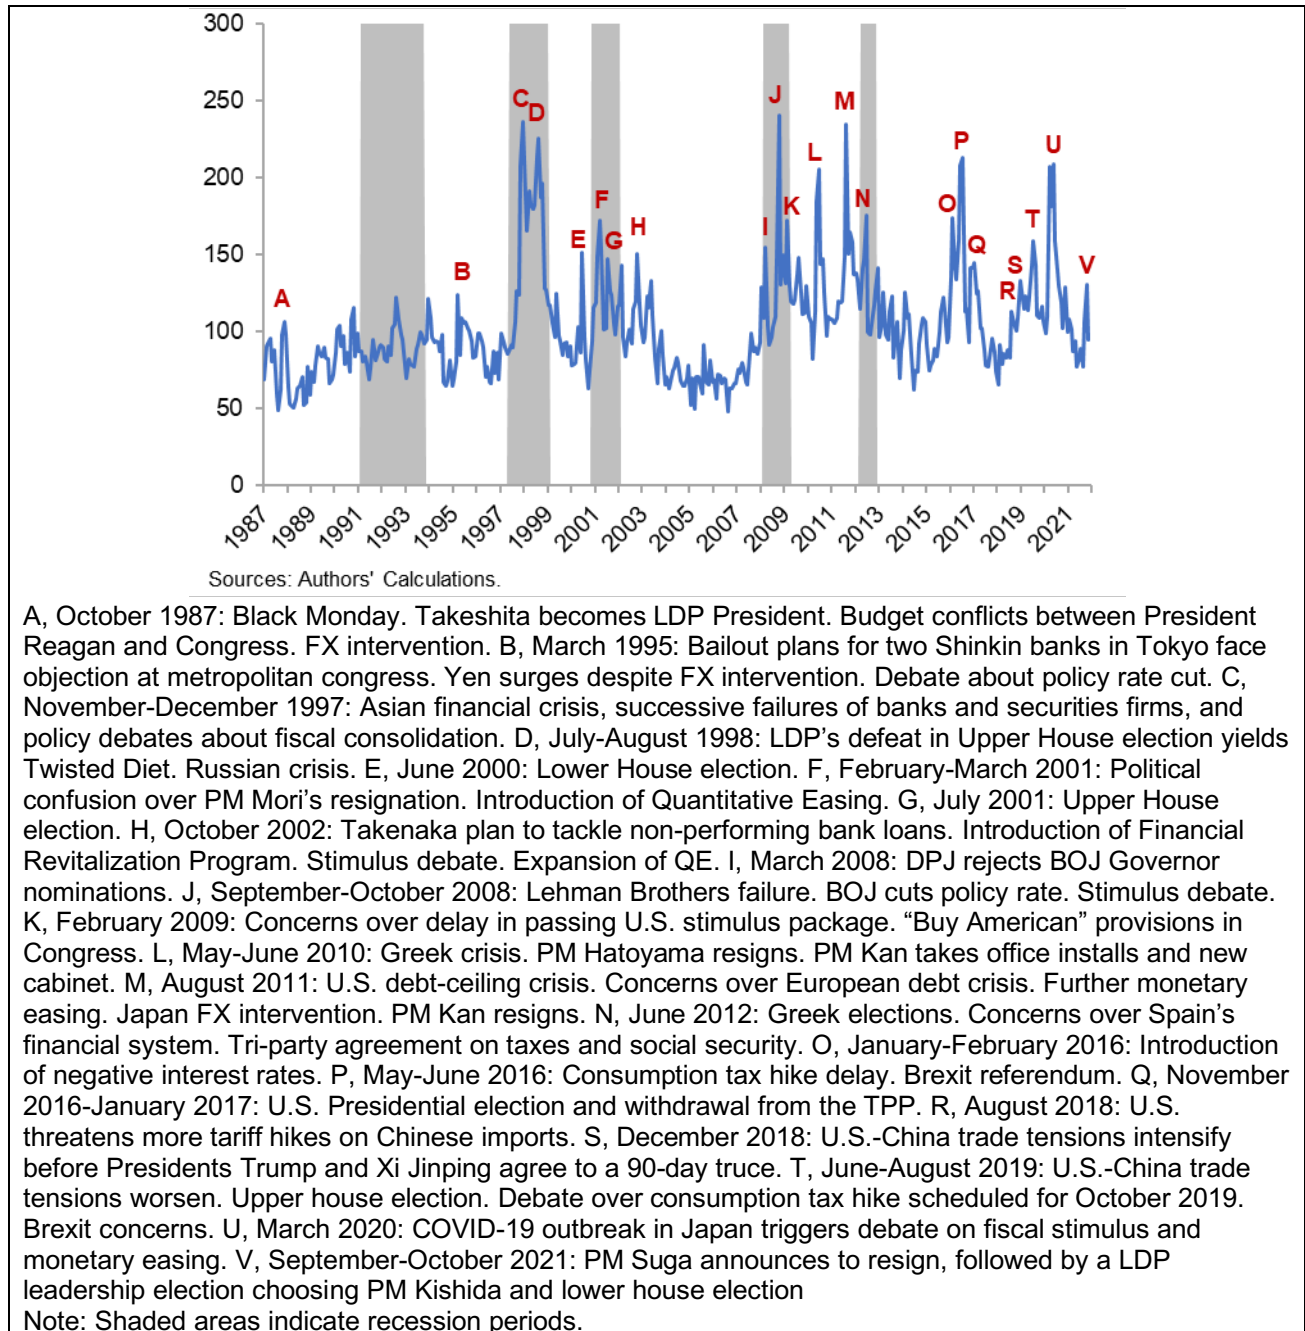 300
250
200
150
100
50
0
A
B
C
D
E
F
G
H
I
J
K
L
M
N
O
P
Q
R
S
T
U
V
1987
1989
1991
1993
1995
1997
1999
2001
2003
2005
2007
2009
2011
2013
2015
2017
2019
2021
Sources: Authors' Calculations.
A, October 1987: Black Monday. Takeshita becomes LDP President. Budget conflicts between President
Reagan and Congress. FX intervention. B, March 1995: Bailout plans for two Shinkin banks in Tokyo face
objection at metropolitan congress. Yen surges despite FX intervention. Debate about policy rate cut. C,
November-December 1997: Asian financial crisis, successive failures of banks and securities firms, and
policy debates about fiscal consolidation. D, July-August 1998: LDP’s defeat in Upper House election yields
Twisted Diet. Russian crisis. E, June 2000: Lower House election. F, February-March 2001: Political
confusion over PM Mori’s resignation. Introduction of Quantitative Easing. G, July 2001: Upper House
election. H, October 2002: Takenaka plan to tackle non-performing bank loans. Introduction of Financial
Revitalization Program. Stimulus debate. Expansion of QE. I, March 2008: DPJ rejects BOJ Governor
nominations. J, September-October 2008: Lehman Brothers failure. BOJ cuts policy rate. Stimulus debate.
K, February 2009: Concerns over delay in passing U.S. stimulus package. “Buy American” provisions in
Congress. L, May-June 2010: Greek crisis. PM Hatoyama resigns. PM Kan takes office installs and new
cabinet. M, August 2011: U.S. debt-ceiling crisis. Concerns over European debt crisis. Further monetary
easing. Japan FX intervention. PM Kan resigns. N, June 2012: Greek elections. Concerns over Spain’s
financial system. Tri-party agreement on taxes and social security. O, January-February 2016: Introduction
of negative interest rates. P, May-June 2016: Consumption tax hike delay. Brexit referendum. Q, November
2016-January 2017: U.S. Presidential election and withdrawal from the TPP. R, August 2018: U.S.
threatens more tariff hikes on Chinese imports. S, December 2018: U.S.-China trade tensions intensify
before Presidents Trump and Xi Jinping agree to a 90-day truce. T, June-August 2019: U.S.-China trade
tensions worsen. Upper house election. Debate over consumption tax hike scheduled for October 2019.
Brexit concerns. U, March 2020: COVID-19 outbreak in Japan triggers debate on fiscal stimulus and
monetary easing. V, September-October 2021: PM Suga announces to resign, followed by a LDP
leadership election choosing PM Kishida and lower house election
Note: Shaded areas indicate recession periods.